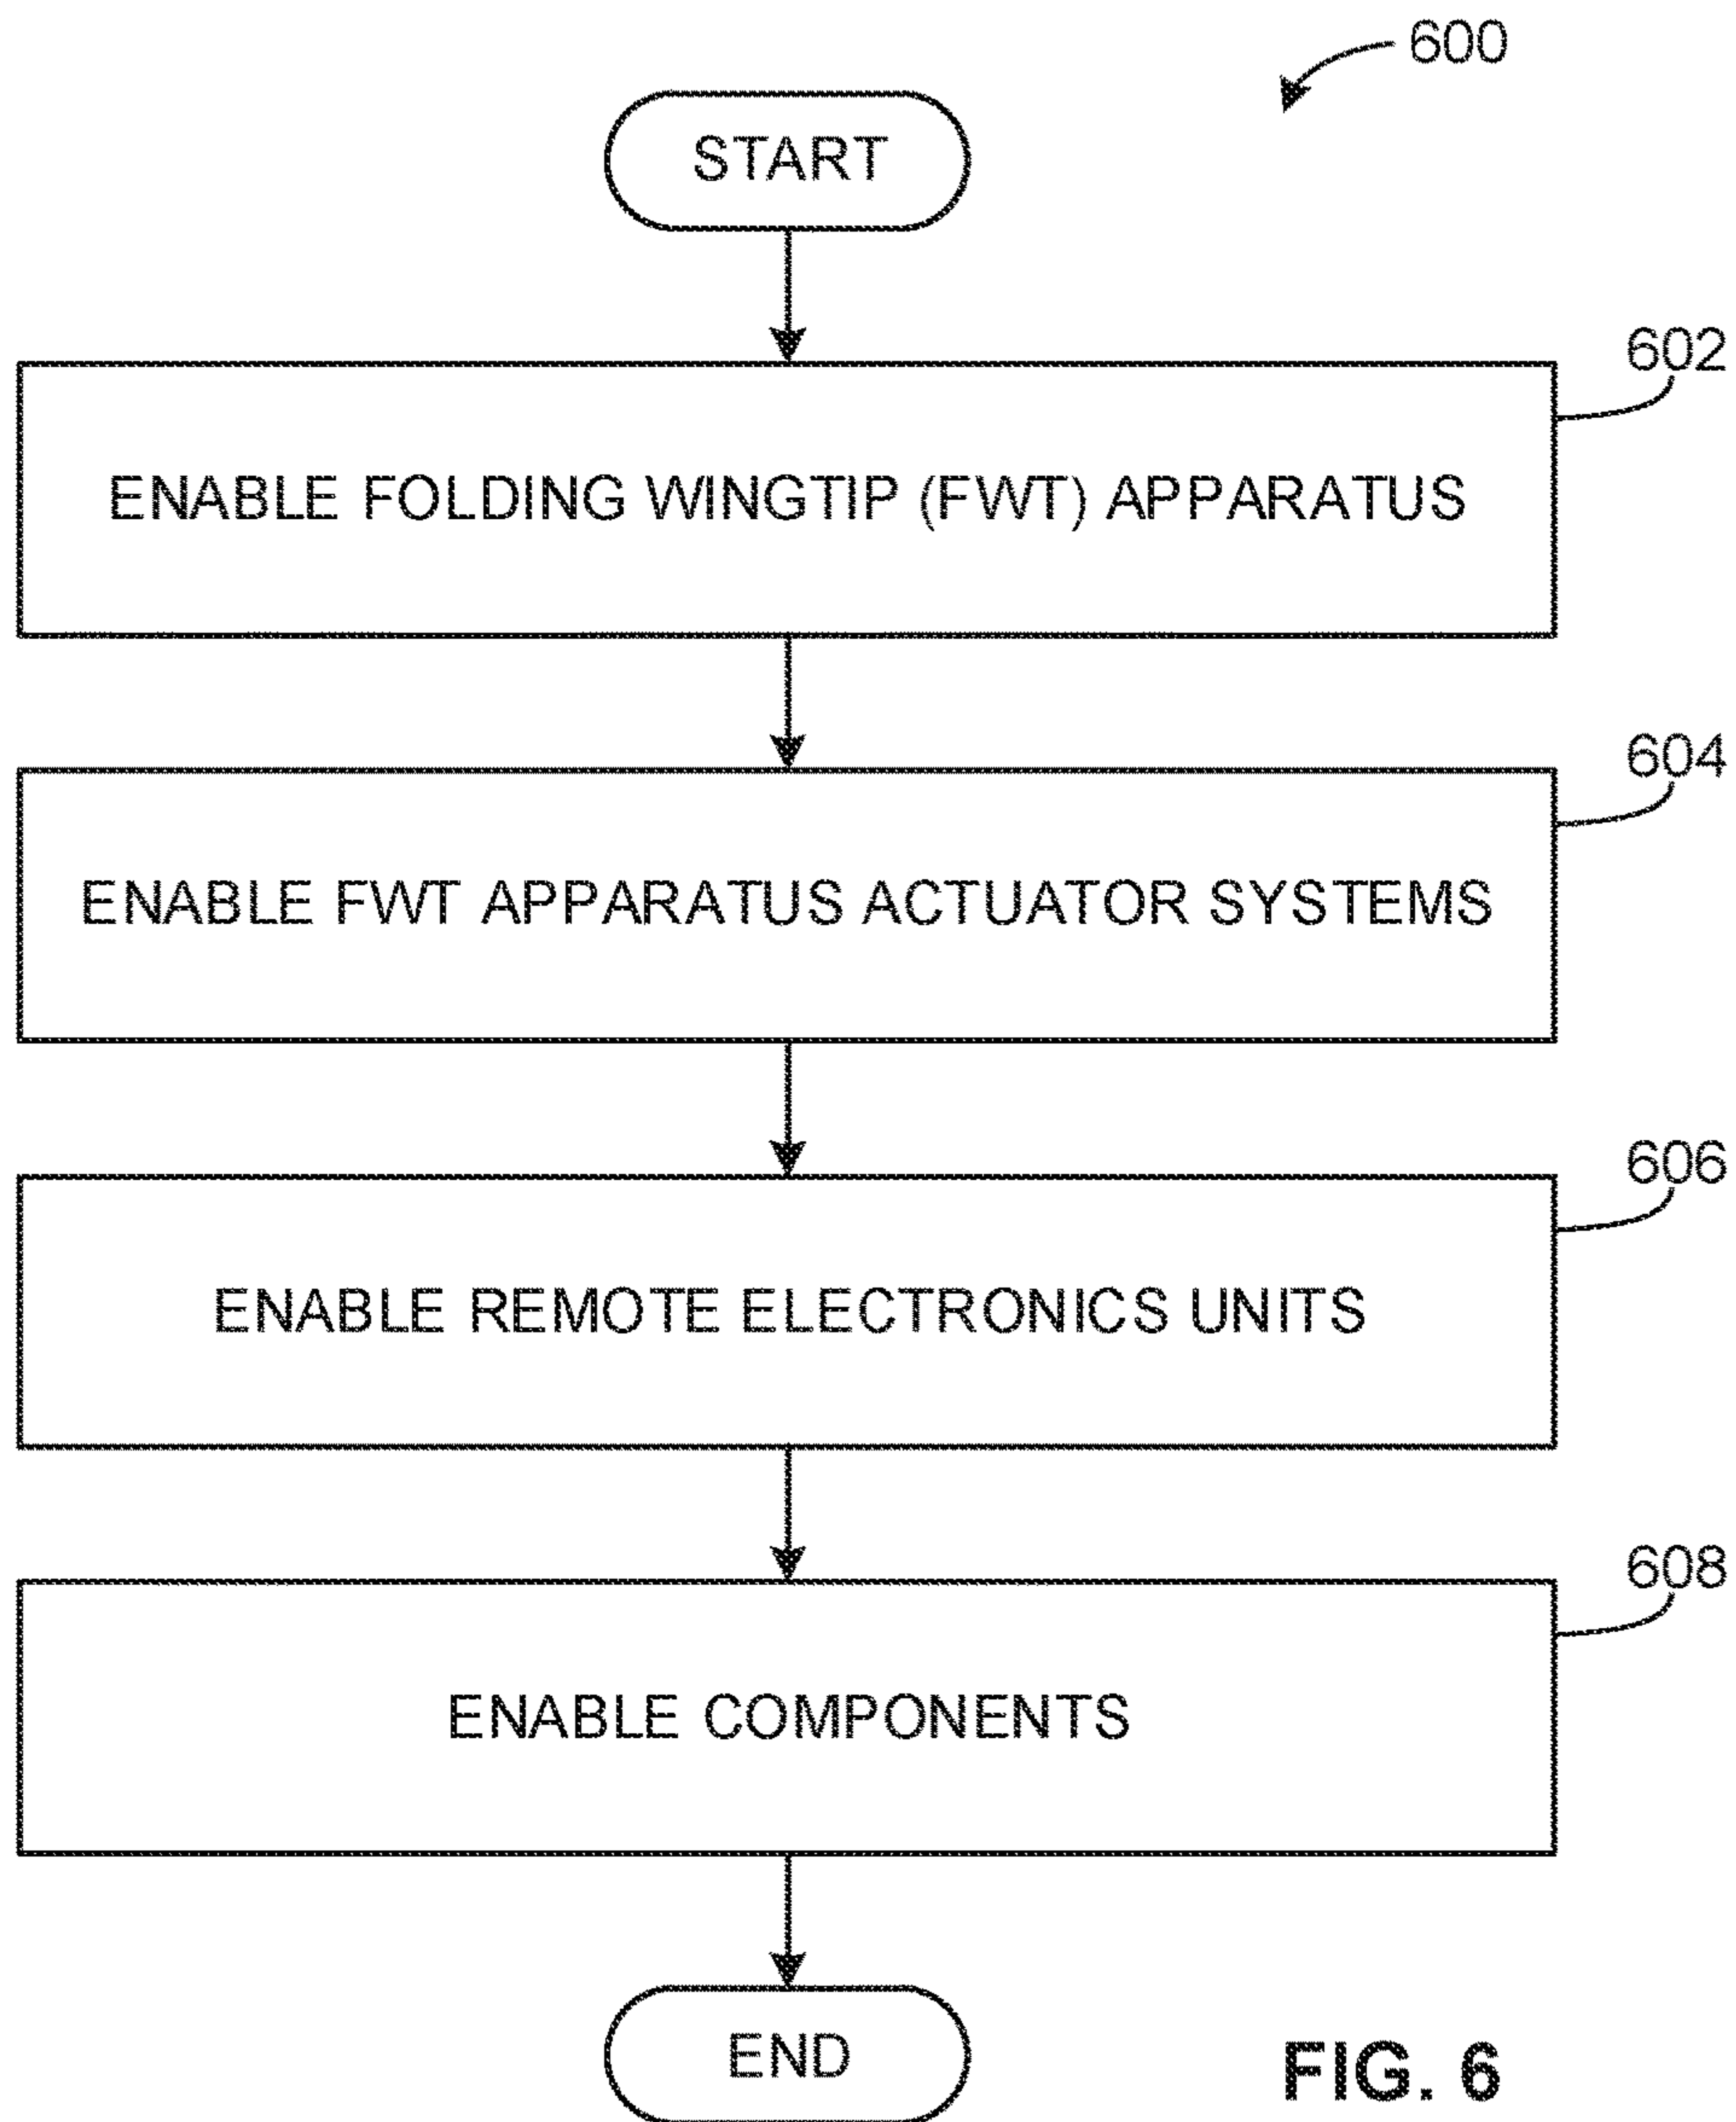 600
START
602
ENABLE FOLDING WINGTIP (FWT) APPARATUS
604
ENABLE FWT APPARATUS ACTUATOR SYSTEMS
606
ENABLE REMOTE ELECTRONICS UNITS
608
ENABLE COMPONENTS
END
FIG. 6